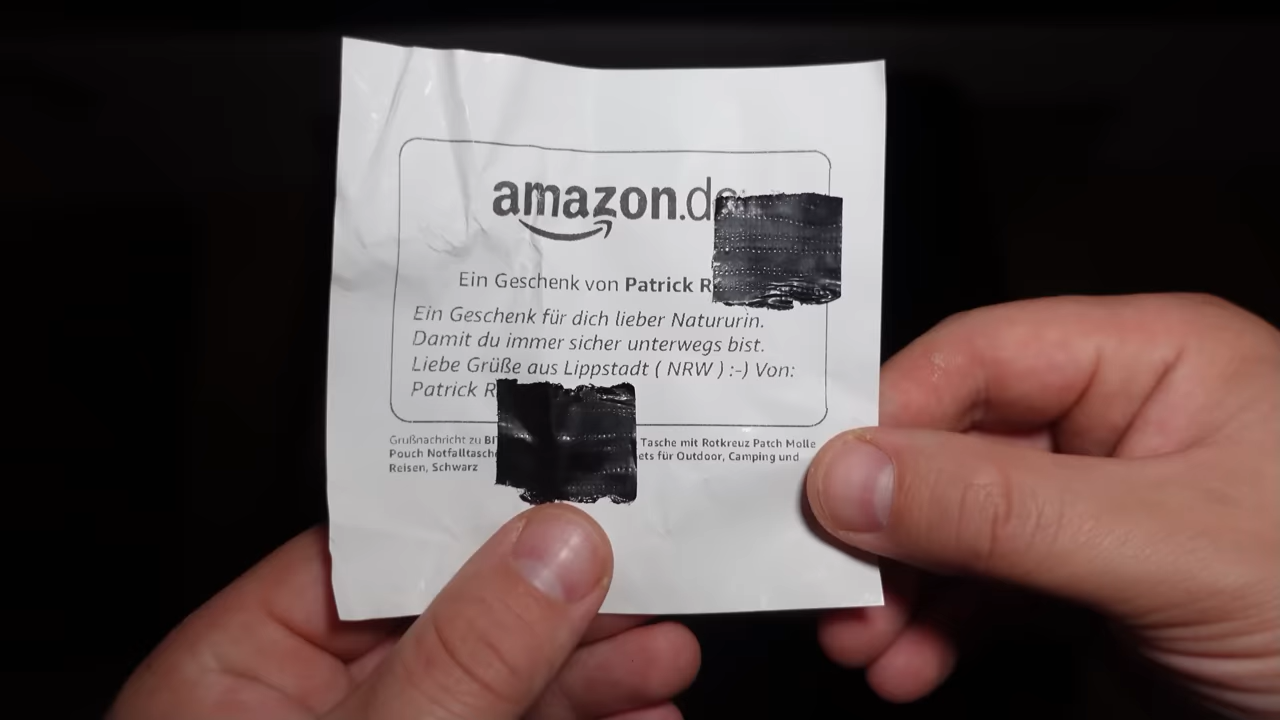 amazon.de
Ein Geschenk von Patrick R
Ein Geschenk für dich lieber Natururin.
Damit du immer sicher unterwegs bist.
Liebe Grüße aus Lippstadt ( NRW ) :-) Von:
Patrick R
Grußnachricht zu Tasche mit Rotkreuz Patch Molle
Pouch für Outdoor, Camping und
Reisen, Schwarz